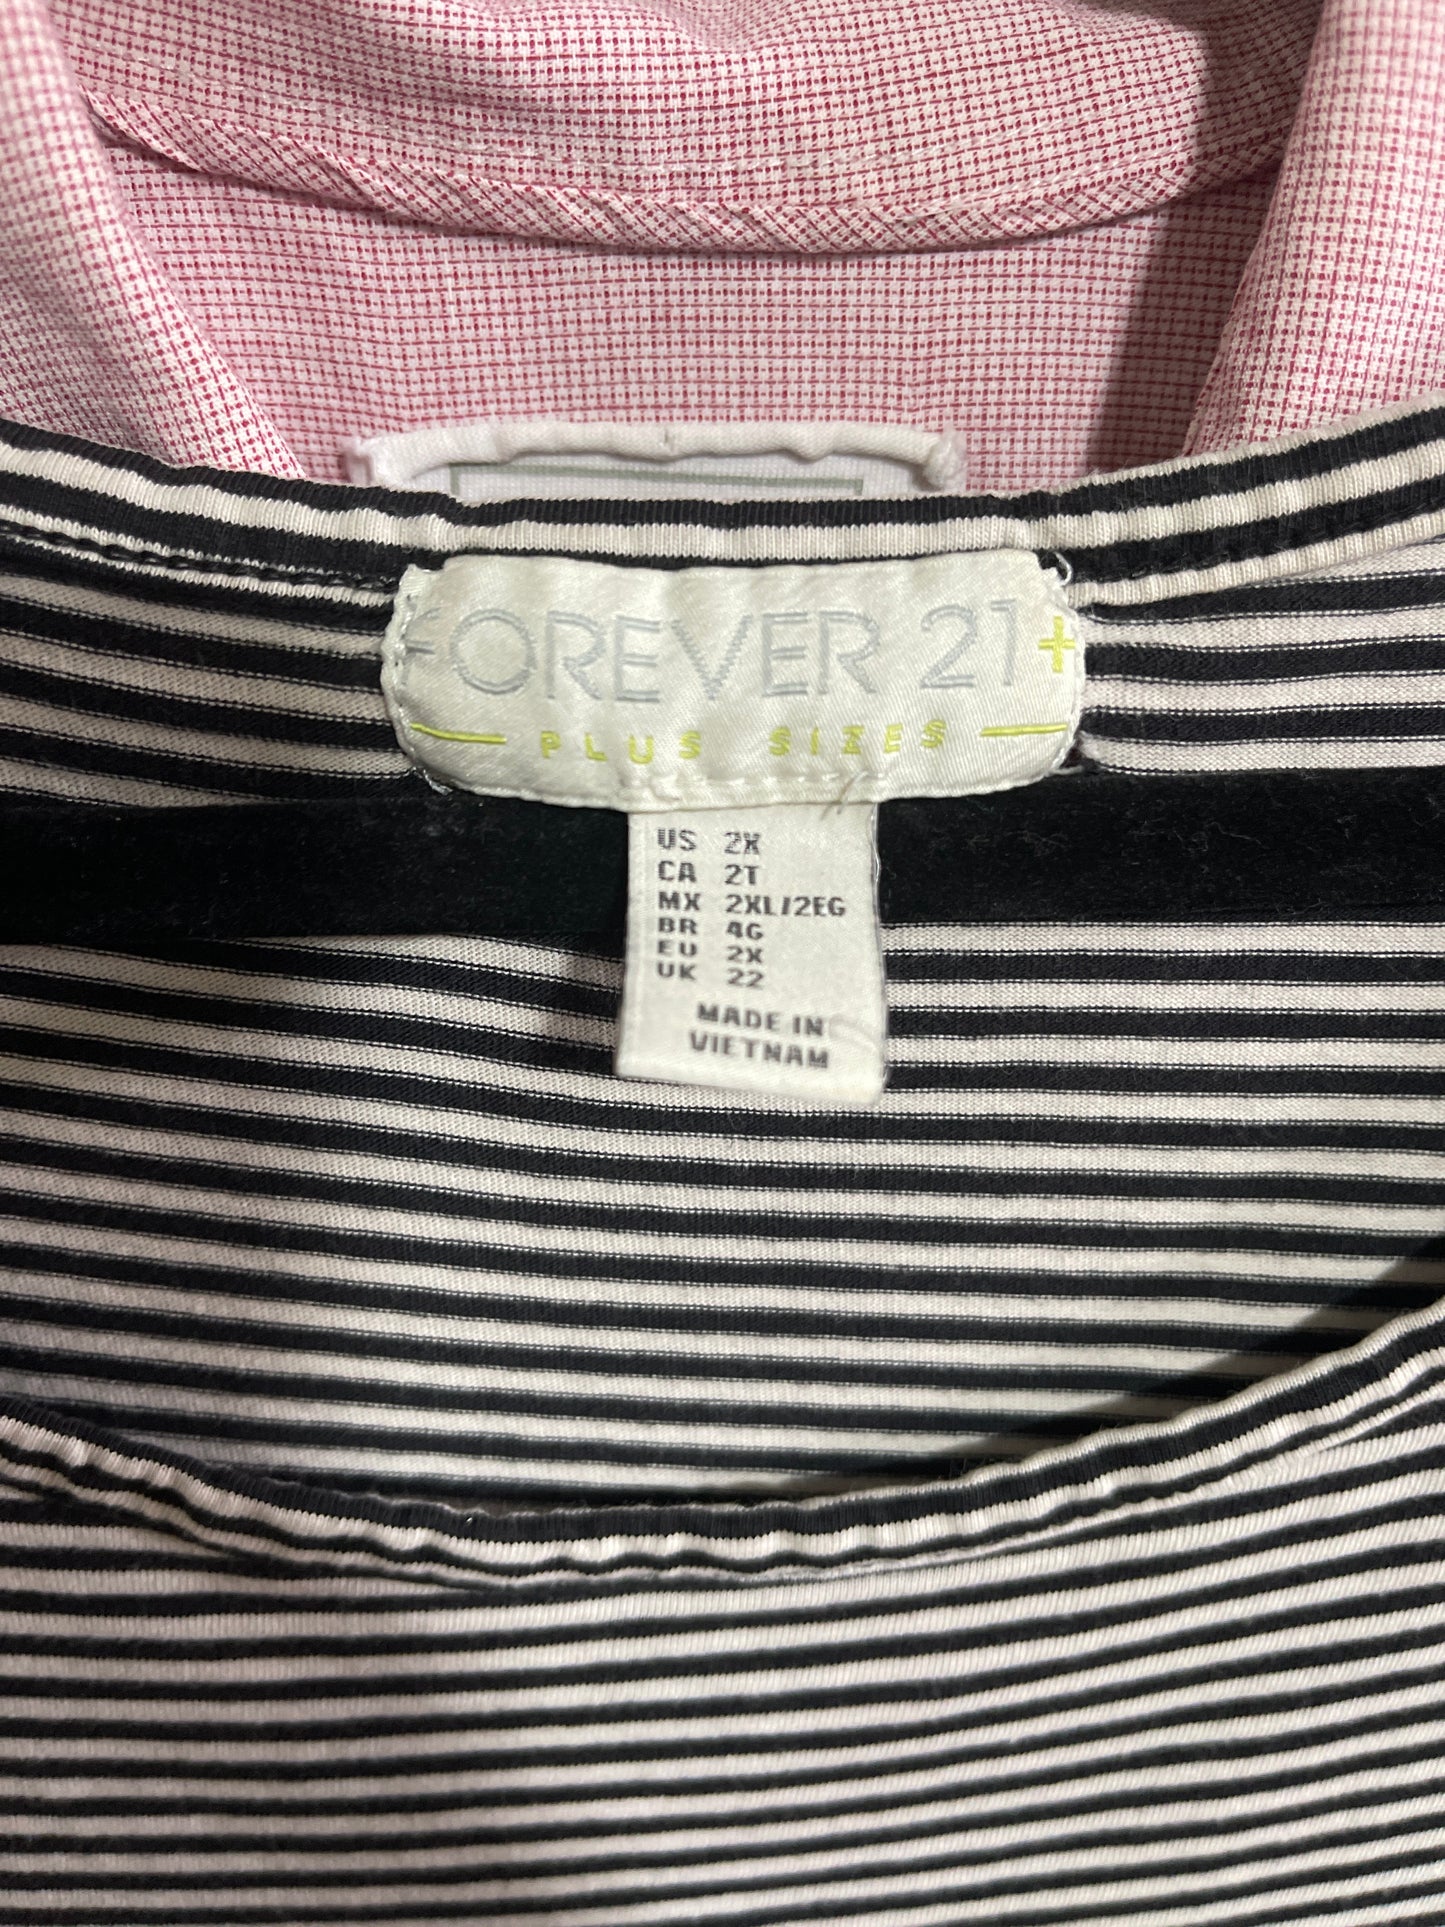 FOREVER 21+
PLUS SIZES
US 2X
CA 2T
MX 2XL/2EG
BR 4G
EU 2X
UK 22
MADE IN
VIETNAM